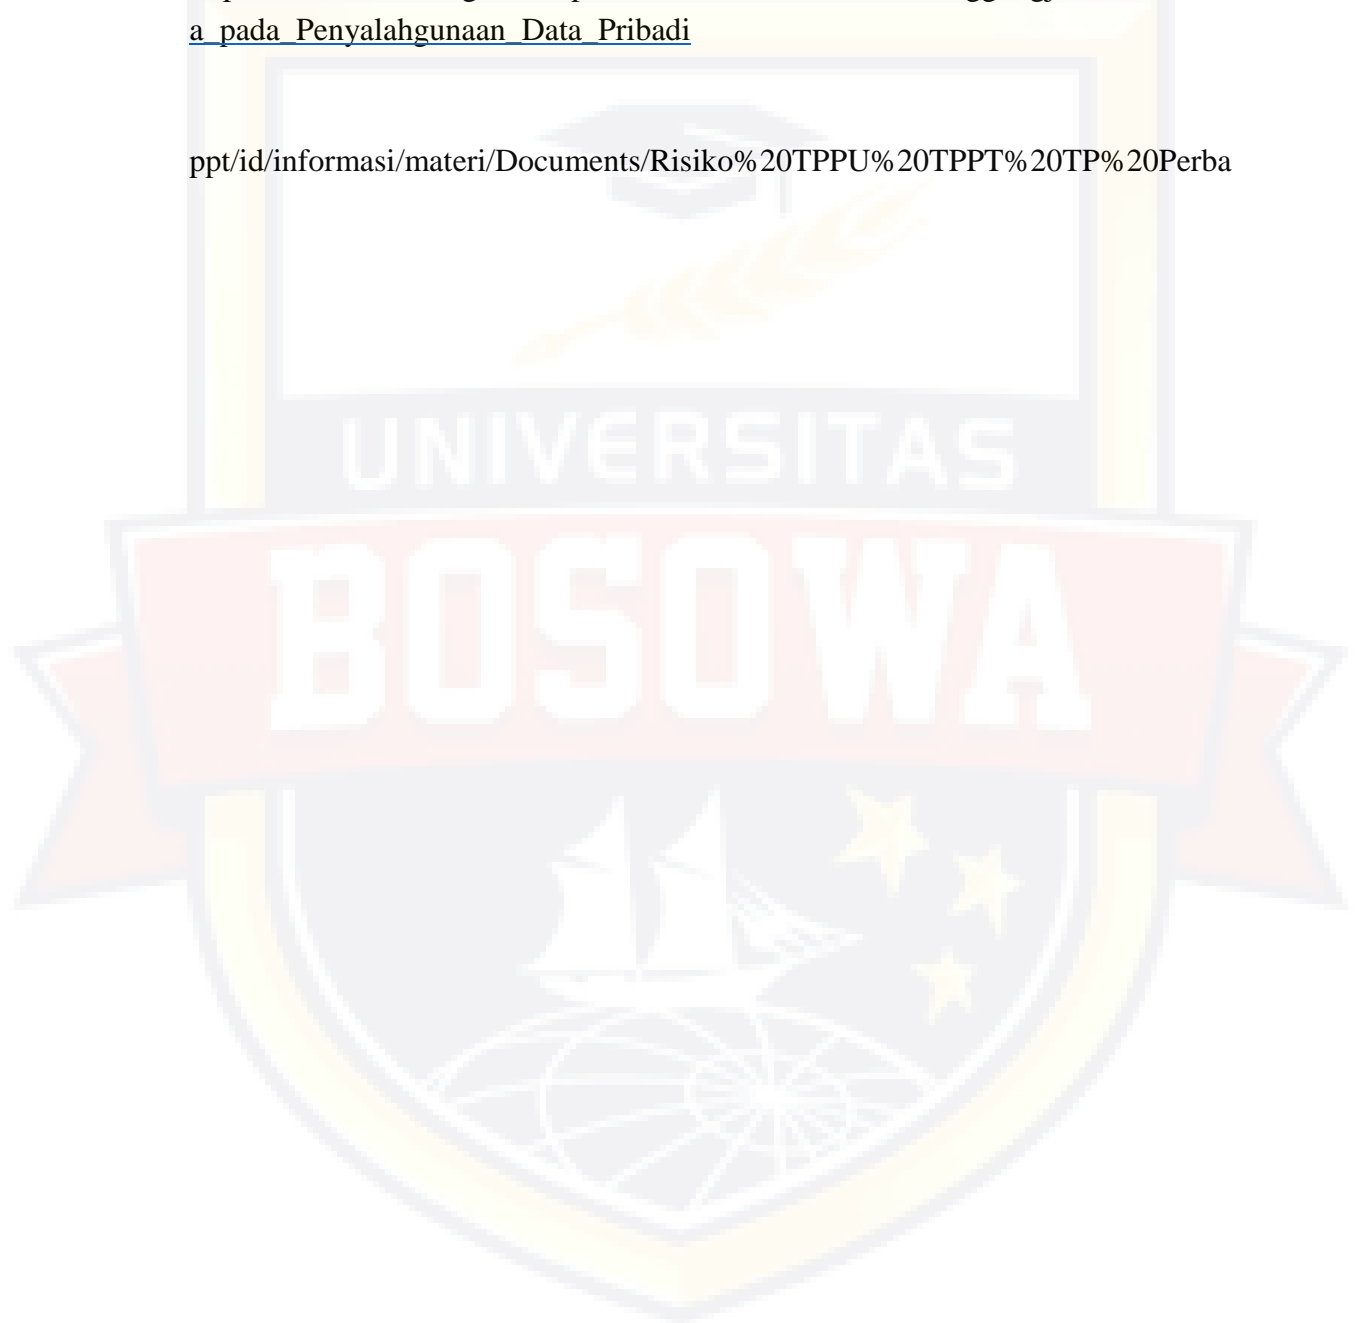 a_pada_Penyalahgunaan_Data_Pribadi
ppt/id/informasi/materi/Documents/Risiko%20TPPU%20TPPT%20TP%20Perba
UNIVERSITAS
BOSOWA